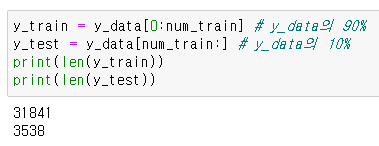 y_train = y_data[0:num_train] # y_data의 90%
y_test = y_data[num_train:] # y_data의 10%
print(len(y_train))
print(len(y_test))
31841
3538